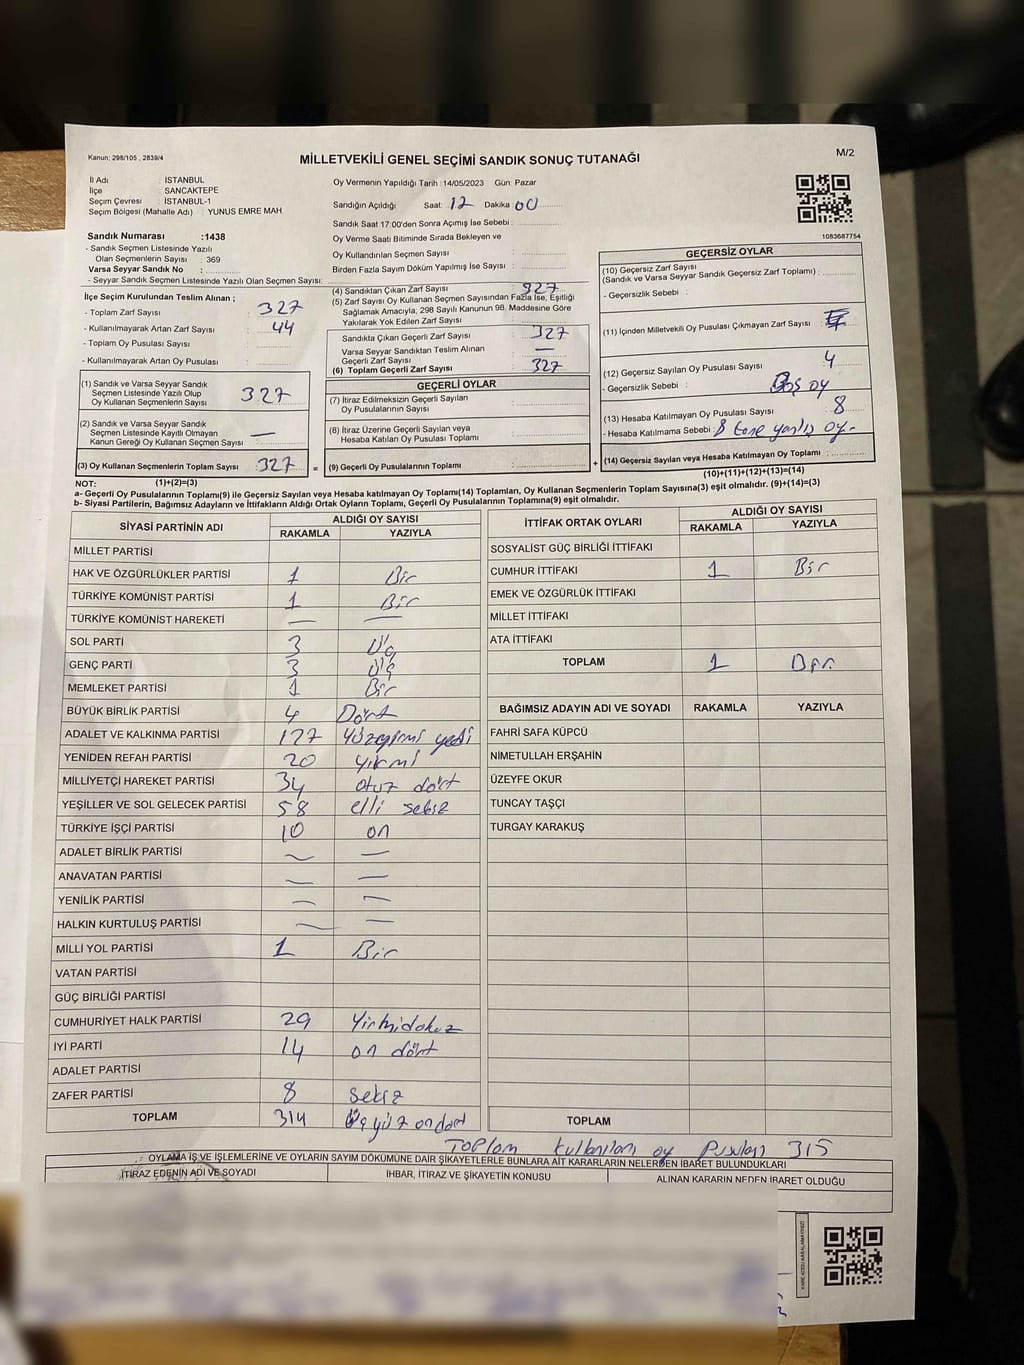 Kanun; 298/105 , 2839/4
MİLLETVEKİLİ GENEL SEÇİMİ SANDIK SONUÇ TUTANAĞI
M/2
İl Adı : İSTANBUL
İlçe : SANCAKTEPE
Seçim Çevresi : İSTANBUL-1
Seçim Bölgesi (Mahalle Adı) : YUNUS EMRE MAH
Sandık Numarası :1438
- Sandık Seçmen Listesinde Yazılı
Olan Seçmenlerin Sayısı : 369
Varsa Seyyar Sandık No :
- Seyyar Sandık Seçmen Listesinde Yazılı Olan Seçmen Sayısı:
İlçe Seçim Kurulundan Teslim Alınan ;
- Toplam Zarf Sayısı : 327
- Kullanılmayarak Artan Zarf Sayısı : 44
- Toplam Oy Pusulası Sayısı :
- Kullanılmayarak Artan Oy Pusulası :
(1) Sandık ve Varsa Seyyar Sandık
Seçmen Listesinde Yazılı Olup
Oy Kullanan Seçmenlerin Sayısı : 327
(2) Sandık ve Varsa Seyyar Sandık
Seçmen Listesinde Kayıtlı Olmayan
Kanun Gereği Oy Kullanan Seçmen Sayısı : —
(3) Oy Kullanan Seçmenlerin Toplam Sayısı : 327
(1)+(2)=(3)
Oy Vermenin Yapıldığı Tarih :14/05/2023 Gün: Pazar
Sandığın Açıldığı Saat: 12 Dakika: 00
Sandık Saat 17:00'den Sonra Açımış İse Sebebi :
Oy Verme Saati Bitiminde Sırada Bekleyen ve
Oy Kullandırılan Seçmen Sayısı :
Birden Fazla Sayım Döküm Yapılmış İse Sayısı :
(4) Sandıktan Çıkan Zarf Sayısı : 327
(5) Zarf Sayısı Oy Kullanan Seçmen Sayısından Fazla İse, Eşitliği
Sağlamak Amacıyla; 298 Sayılı Kanunun 98. Maddesine Göre
Yakılarak Yok Edilen Zarf Sayısı :
Sandıkta Çıkan Geçerli Zarf Sayısı : 327
Varsa Seyyar Sandıktan Teslim Alınan
Geçerli Zarf Sayısı : —
(6) Toplam Geçerli Zarf Sayısı : 327
GEÇERLİ OYLAR
(7) İtiraz Edilmeksizin Geçerli Sayılan
Oy Pusulalarının Sayısı :
(8) İtiraz Üzerine Geçerli Sayılan veya
Hesaba Katılan Oy Pusulası Toplamı :
= (9) Geçerli Oy Pusulalarının Toplamı :
1083687754
GEÇERSİZ OYLAR
(10) Geçersiz Zarf Sayısı
(Sandık ve Varsa Seyyar Sandık Geçersiz Zarf Toplamı) :
- Geçersizlik Sebebi :
(11) İçinden Milletvekili Oy Pusulası Çıkmayan Zarf Sayısı :
(12) Geçersiz Sayılan Oy Pusulası Sayısı : 4
- Geçersizlik Sebebi : Boş oy
(13) Hesaba Katılmayan Oy Pusulası Sayısı : 8
- Hesaba Katılmama Sebebi : 8 tane yanlış oy-
+ (14) Geçersiz Sayılan veya Hesaba Katılmayan Oy Toplamı :
(10)+(11)+(12)+(13)=(14)
NOT:
a- Geçerli Oy Pusulalarının Toplamı(9) ile Geçersiz Sayılan veya Hesaba katılmayan Oy Toplamı(14) Toplamları, Oy Kullanan Seçmenlerin Toplam Sayısına(3) eşit olmalıdır. (9)+(14)=(3)
b- Siyasi Partilerin, Bağımsız Adayların ve İttifakların Aldığı Ortak Oyların Toplamı, Geçerli Oy Pusulalarının Toplamına(9) eşit olmalıdır.
SİYASİ PARTİNİN ADI ALDIĞI OY SAYISI
RAKAMLA YAZIYLA
MİLLET PARTİSİ
HAK VE ÖZGÜRLÜKLER PARTİSİ 1 Bir
TÜRKİYE KOMÜNİST PARTİSİ 1 Bir
TÜRKİYE KOMÜNİST HAREKETİ — —
SOL PARTİ 3 Üç
GENÇ PARTİ 3 Üç
MEMLEKET PARTİSİ 1 Bir
BÜYÜK BİRLİK PARTİSİ 4 Dört
ADALET VE KALKINMA PARTİSİ 127 Yüzyirmi yedi
YENİDEN REFAH PARTİSİ 20 Yirmi
MİLLİYETÇİ HAREKET PARTİSİ 34 otuz dört
YEŞİLLER VE SOL GELECEK PARTİSİ 58 elli sekiz
TÜRKİYE İŞÇİ PARTİSİ 10 on
ADALET BİRLİK PARTİSİ — —
ANAVATAN PARTİSİ — —
YENİLİK PARTİSİ — —
HALKIN KURTULUŞ PARTİSİ — —
MİLLİ YOL PARTİSİ 1 Bir
VATAN PARTİSİ
GÜÇ BİRLİĞİ PARTİSİ
CUMHURİYET HALK PARTİSİ 29 Yirmidokuz
İYİ PARTİ 14 on dört
ADALET PARTİSİ
ZAFER PARTİSİ 8 Sekiz
TOPLAM 314 Üçyüz ondört
İTTİFAK ORTAK OYLARI ALDIĞI OY SAYISI
RAKAMLA YAZIYLA
SOSYALİST GÜÇ BİRLİĞİ İTTİFAKI
CUMHUR İTTİFAKI 1 Bir
EMEK VE ÖZGÜRLÜK İTTİFAKI
MİLLET İTTİFAKI
ATA İTTİFAKI
TOPLAM 1 Bir
BAĞIMSIZ ADAYIN ADI VE SOYADI RAKAMLA YAZIYLA
FAHRİ SAFA KÜPCÜ
NİMETULLAH ERŞAHİN
ÜZEYFE OKUR
TUNCAY TAŞÇI
TURGAY KARAKUŞ
TOPLAM
Toplam kullanılan oy Pusulası 315
OYLAMA İŞ VE İŞLEMLERİNE VE OYLARIN SAYIM DÖKÜMÜNE DAİR ŞİKAYETLERLE BUNLARA AİT KARARLARIN NELERDEN İBARET BULUNDUKLARI
İTİRAZ EDENİN ADI VE SOYADI İHBAR, İTİRAZ VE ŞİKAYETİN KONUSU ALINAN KARARIN NEDEN İBARET OLDUĞU